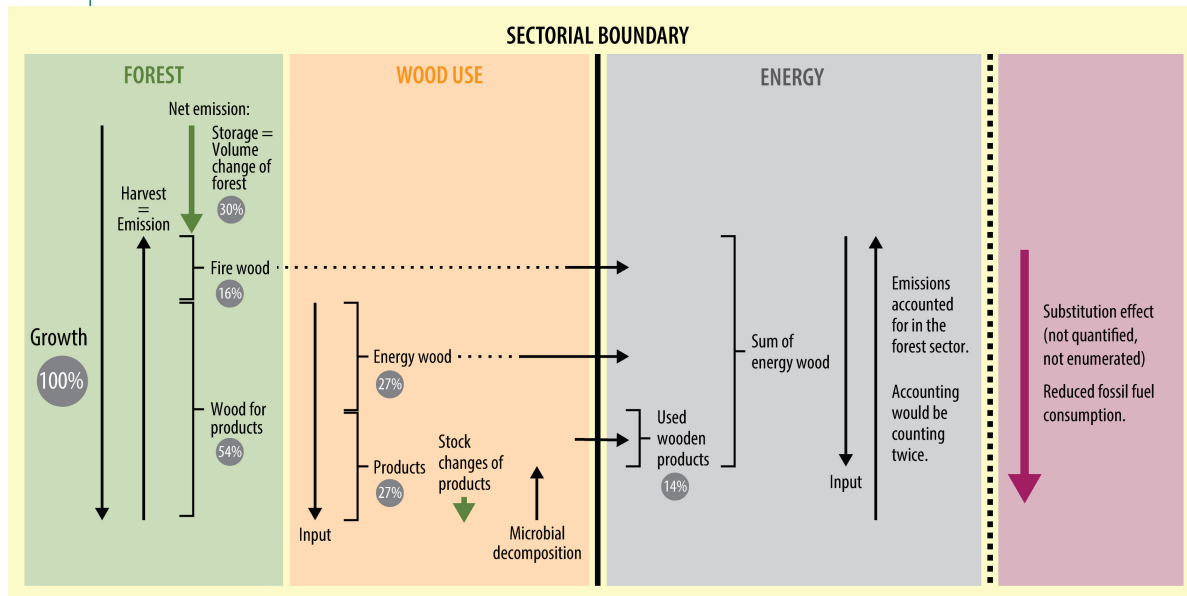 SECTORIAL BOUNDARY
FOREST
Net emission:
Storage =
Volume
change of
forest
30%
Harvest
=
Emission
Fire wood
16%
Growth
100%
Wood for
products
54%
WOOD USE
Energy wood
27%
Products
27%
Input
Stock
changes of
products
Microbial
decomposition
ENERGY
Used
wooden
products
14%
Sum of
energy wood
Input
Emissions
accounted
for in the
forest sector.
Accounting
would be
counting
twice.
Substitution effect
(not quantified,
not enumerated)
Reduced fossil fuel
consumption.